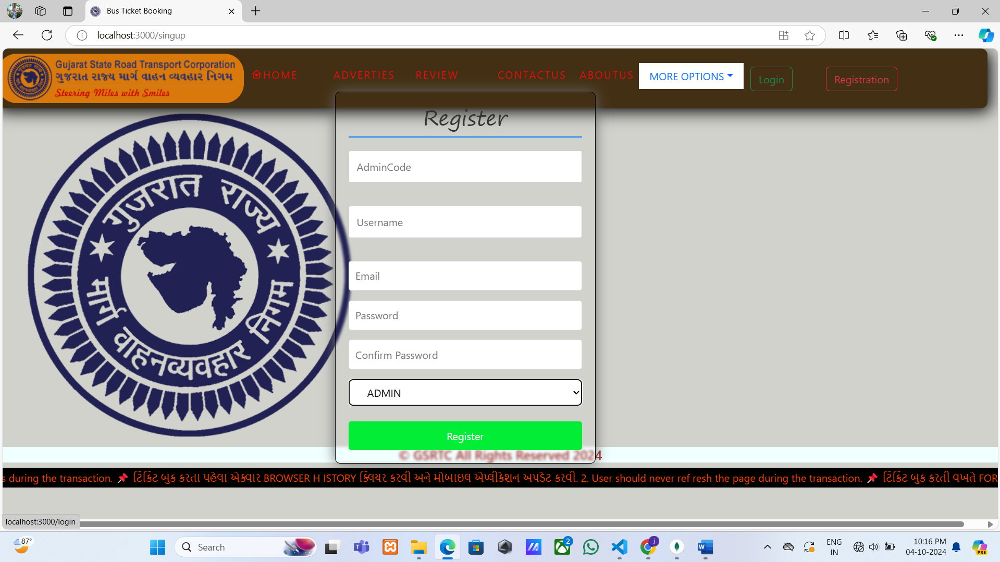 Bus Ticket Booking
localhost:3000/singup
Gujarat State Road Transport Corporation
ગુજરાત રાજ્ય માર્ગ વાહન વ્યવહાર નિગમ
Steering Miles with Smiles
HOME
ADVERTIES
REVIEW
CONTACTUS
ABOUTUS
MORE OPTIONS
Login
Registration
Register
AdminCode
Username
Email
Password
Confirm Password
ADMIN
Register
गुजरात राज्य
मार्ग वाहनव्यवहार निगम
© GSRTC All Rights Reserved 2024
s during the transaction. 📌 ટિકિટ બુક કરતા પહેલા એકવાર BROWSER H ISTORY ક્લિયર કરવી અને મોબાઇલ એપ્લીકેશન અપડેટ કરવી. 2. User should never ref resh the page during the transaction. 📌 ટિકિટ બુક કરતી વખતે FOR
localhost:3000/login
87°
Search
2
j
ENG
IN
10:16 PM
04-10-2024
PRE